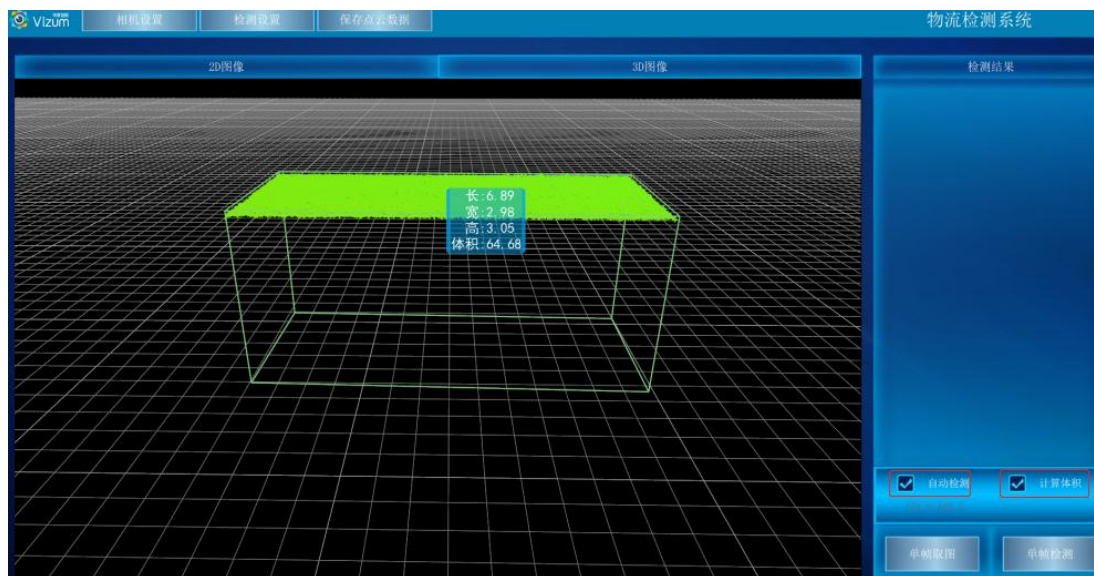 Vizum
相机设置
检测设置
保存点云数据
物流检测系统
2D图像
3D图像
检测结果
长:6.89
宽:2.98
高:3.05
体积:64.68
自动检测
计算体积
单帧取图
单帧检测